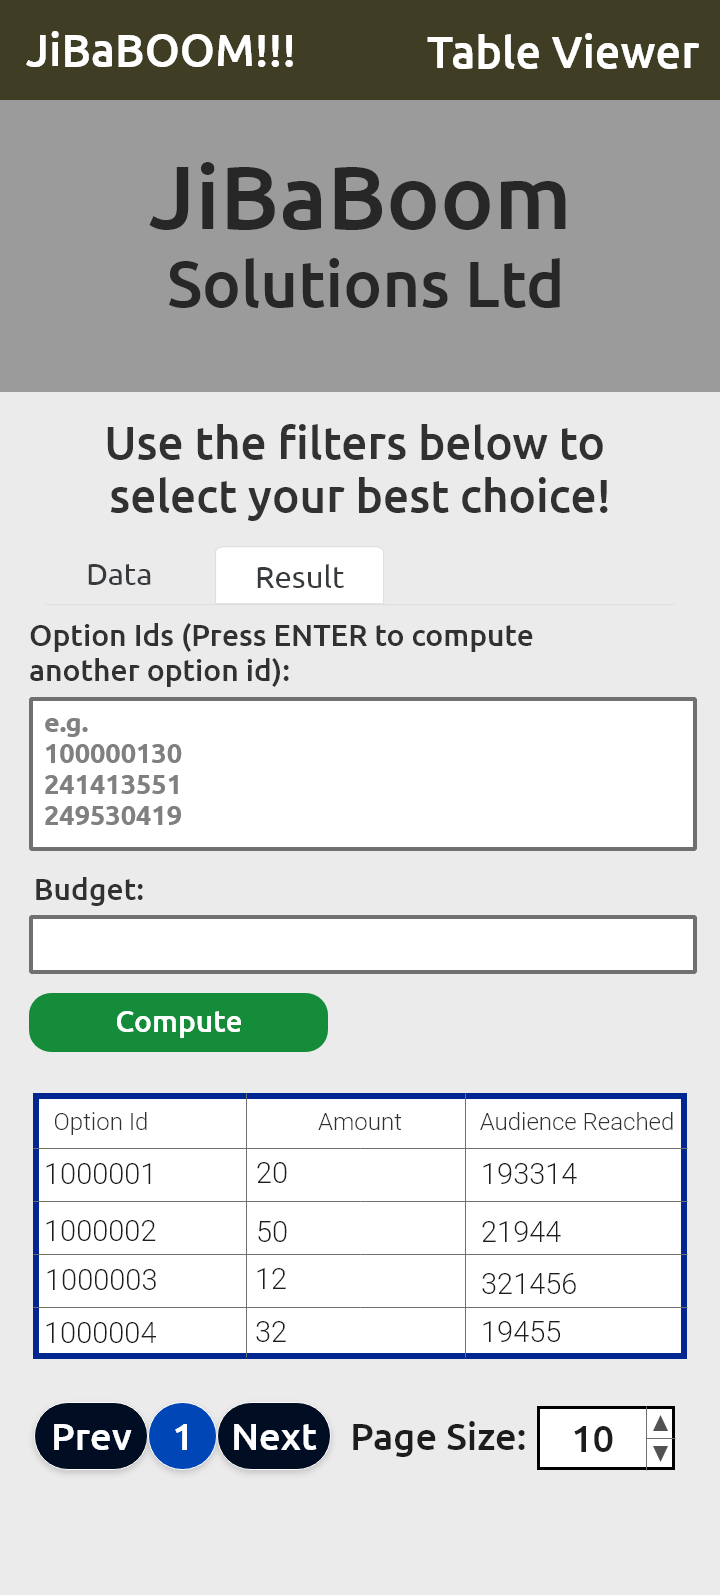 JiBaBOOM!!! Table Viewer
JiBaBoom
Solutions Ltd
Use the filters below to
select your best choice!
Data Result
Option Ids (Press ENTER to compute
another option id):
e.g.
100000130
241413551
249530419
Budget:
Compute
Option Id Amount Audience Reached
1000001 20 193314
1000002 50 21944
1000003 12 321456
1000004 32 19455
Prev 1 Next Page Size: 10